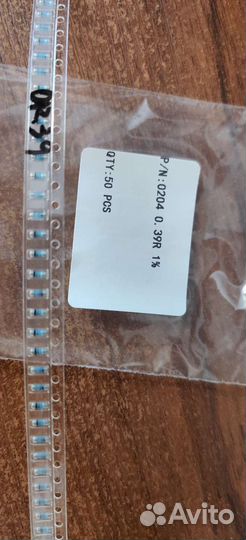 0R39
P/N:0204 0.39R 1%
QTY:50 PCS
Avito